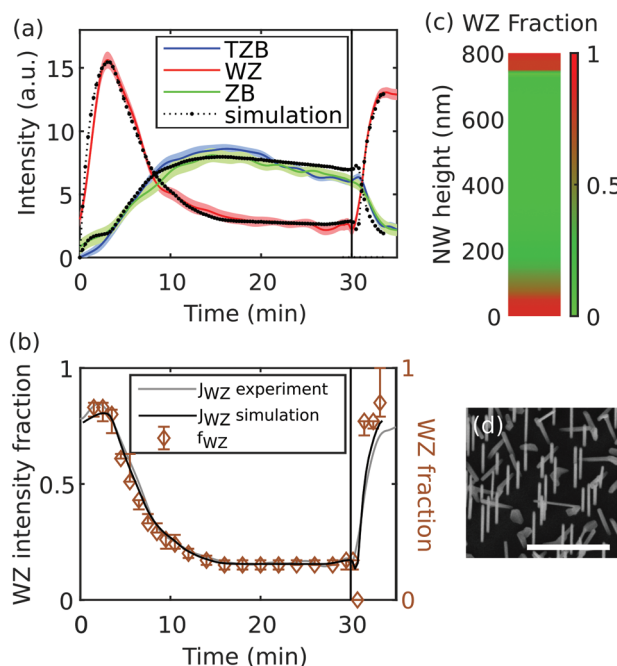 (a)
Intensity (a.u.)
15
10
5
0
TZB
WZ
ZB
simulation
0
10
20
30
Time (min)
(c)
WZ Fraction
NW height (nm)
800
600
400
200
0
1
0.5
0
(b)
WZ intensity fraction
1
0.5
0
J_WZ experiment
J_WZ simulation
f_WZ
1
0
WZ fraction
0
10
20
30
Time (min)
(d)